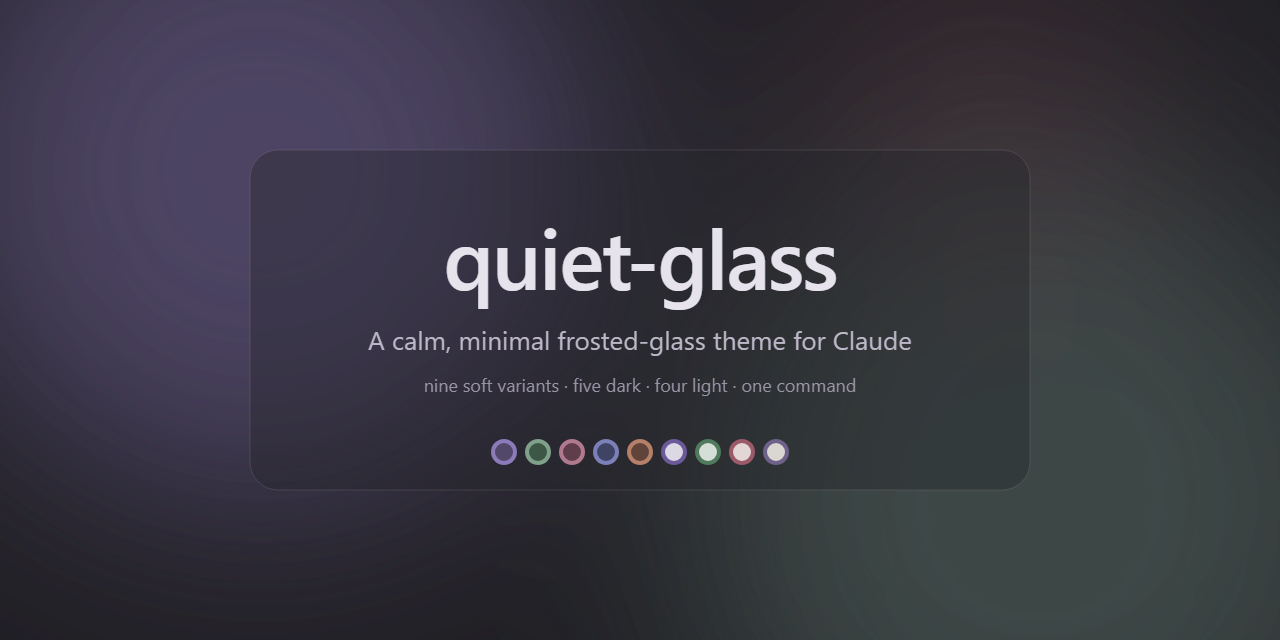 quiet-glass
A calm, minimal frosted-glass theme for Claude
nine soft variants · five dark · four light · one command